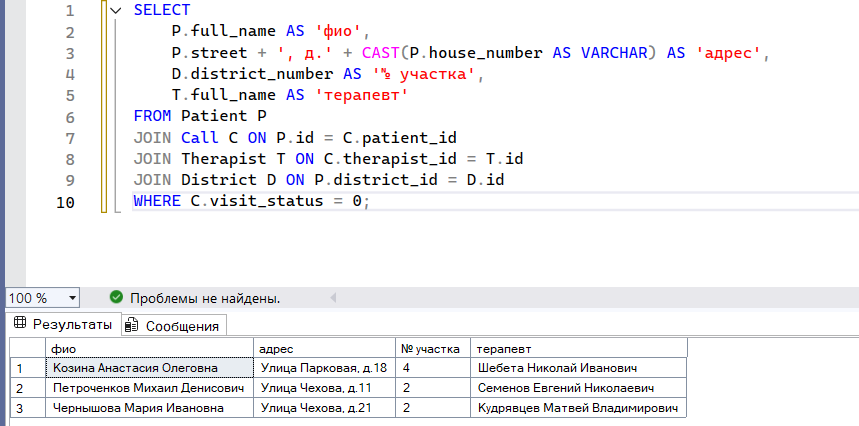 1 SELECT
2 P.full_name AS 'фио',
3 P.street + ', д.' + CAST(P.house_number AS VARCHAR) AS 'адрес',
4 D.district_number AS '№ участка',
5 T.full_name AS 'терапевт'
6 FROM Patient P
7 JOIN Call C ON P.id = C.patient_id
8 JOIN Therapist T ON C.therapist_id = T.id
9 JOIN District D ON P.district_id = D.id
10 WHERE C.visit_status = 0;
100 % Проблемы не найдены.
Результаты Сообщения
фио адрес № участка терапевт
1 Козина Анастасия Олеговна Улица Парковая, д.18 4 Шебета Николай Иванович
2 Петроченков Михаил Денисович Улица Чехова, д.11 2 Семенов Евгений Николаевич
3 Чернышова Мария Ивановна Улица Чехова, д.21 2 Кудрявцев Матвей Владимирович